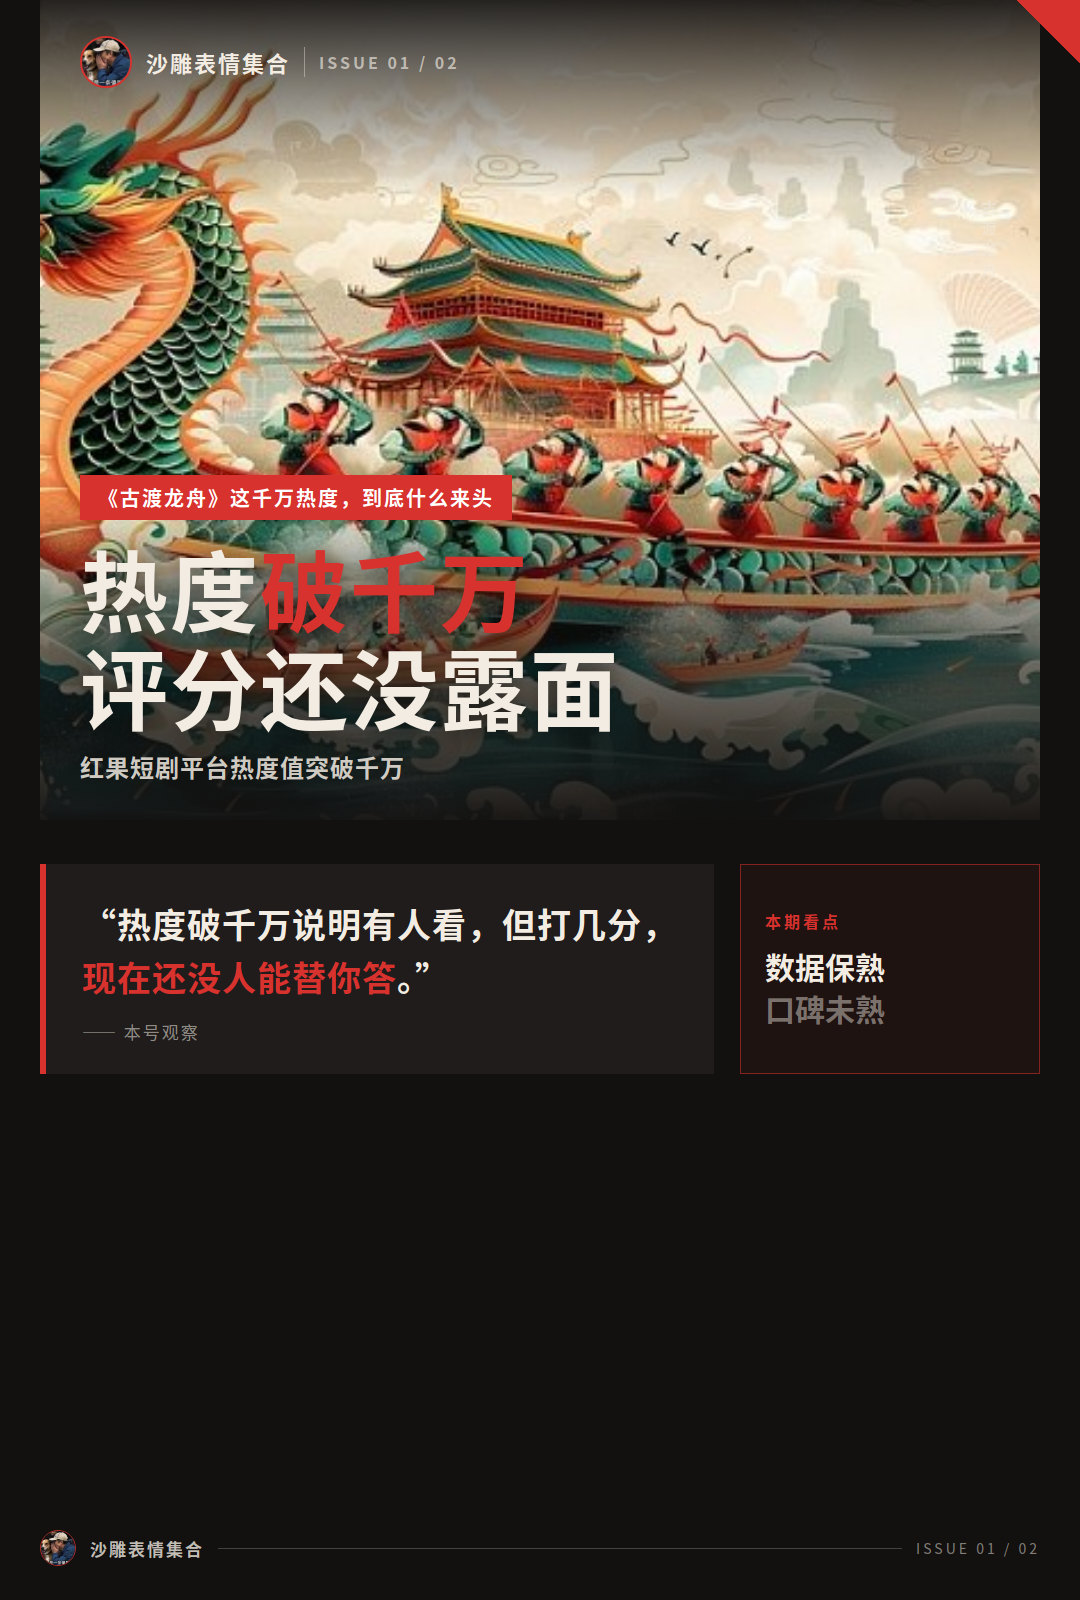 沙雕表情集合
ISSUE 01 / 02
《古渡龙舟》这千万热度，到底什么来头
热度破千万
评分还没露面
红果短剧平台热度值突破千万
“热度破千万说明有人看，但打几分，
现在还没人能替你答。”
—— 本号观察
本期看点
数据保熟
口碑未熟
沙雕表情集合
ISSUE 01 / 02